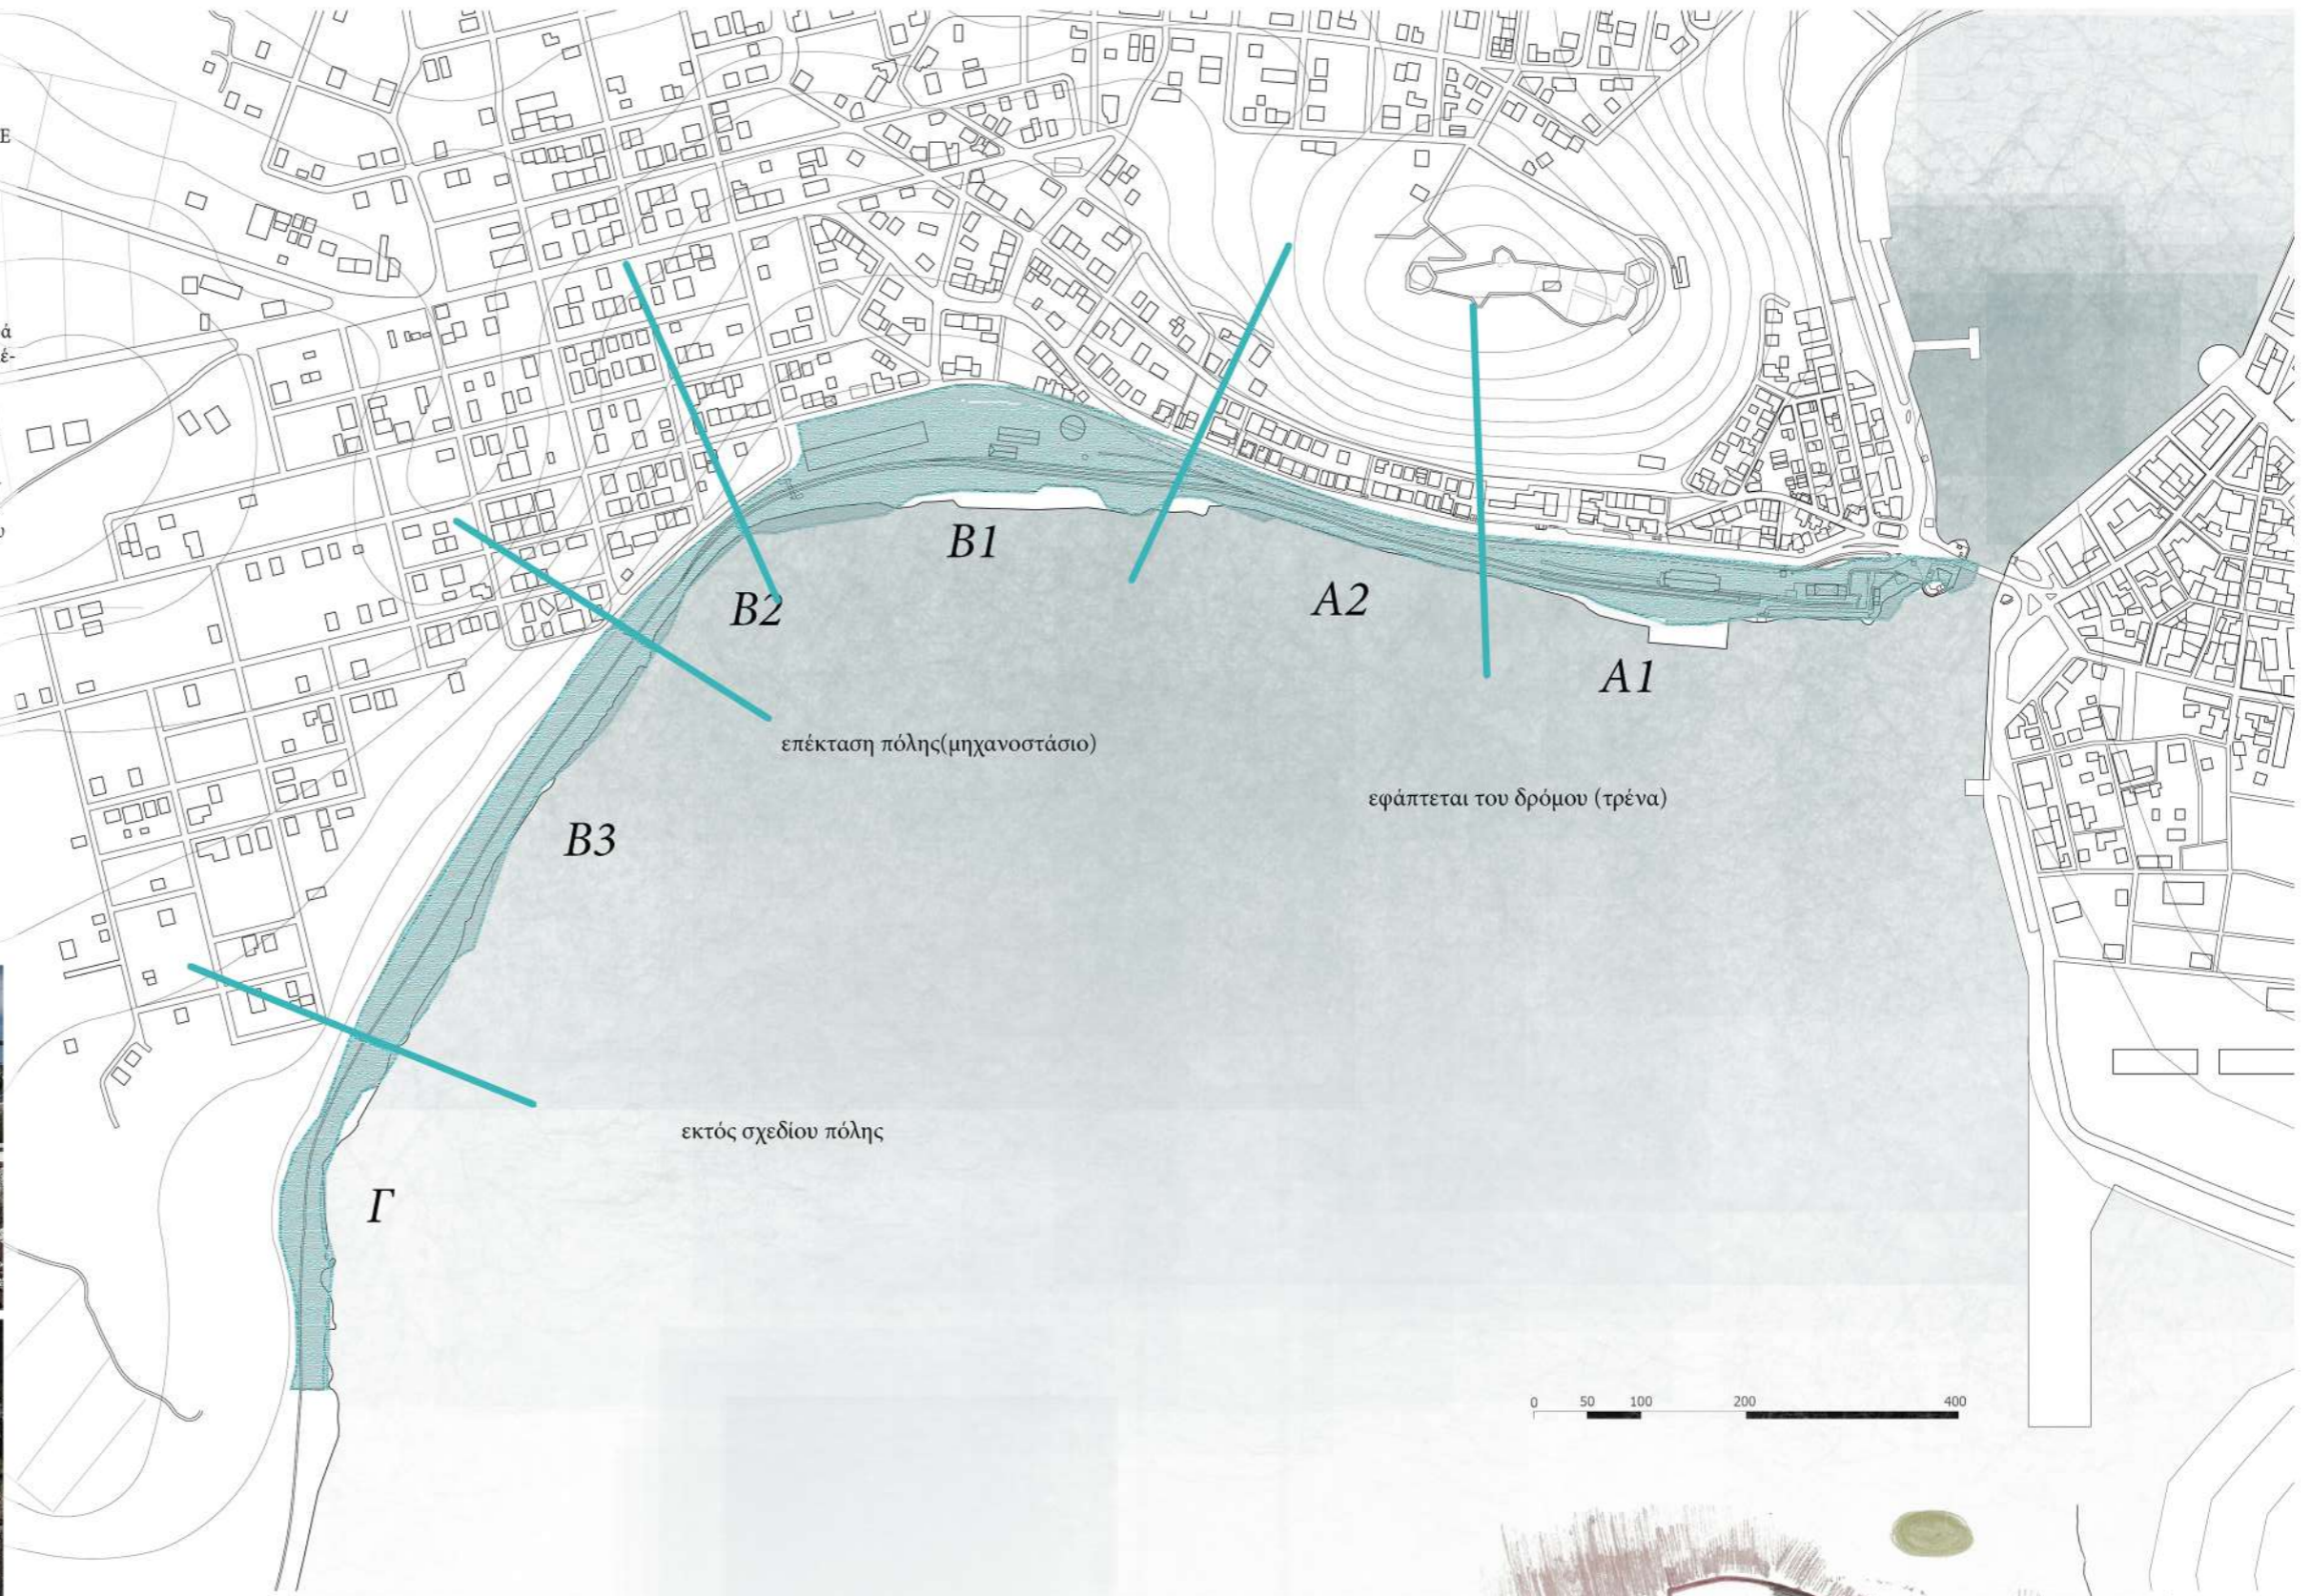 Ε
ά
έ-
υ
B1
B2
A2
A1
επέκταση πόλης(μηχανοστάσιο)
εφάπτεται του δρόμου (τρένα)
B3
εκτός σχεδίου πόλης
Γ
0 50 100 200 400